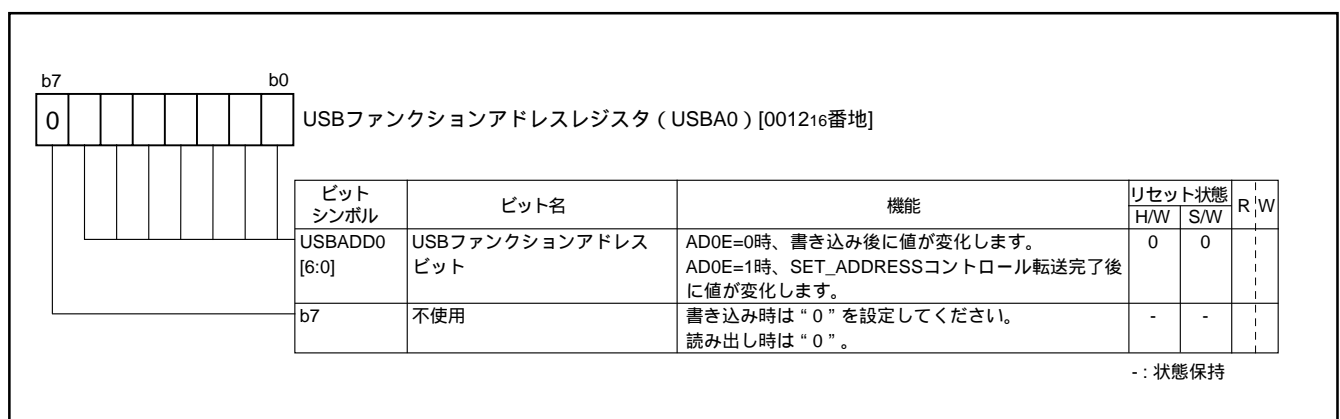 b7 b0
0
USBファンクションアドレスレジスタ（USBA0）[0012₁₆番地]
ビット
シンボル
ビット名
機能
リセット状態
H/W S/W
R W
USBADD0
[6:0]
USBファンクションアドレス
ビット
AD0E=0時、書き込み後に値が変化します。
AD0E=1時、SET_ADDRESSコントロール転送完了後
に値が変化します。
0 0
b7
不使用
書き込み時は“0”を設定してください。
読み出し時は“0”。
- -
- : 状態保持